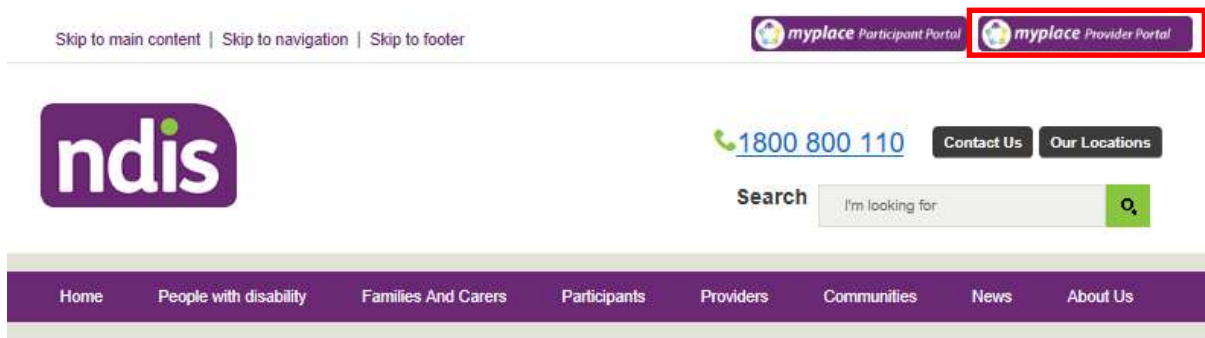 Skip to main content | Skip to navigation | Skip to footer
myplace Participant Portal
myplace Provider Portal
ndis
1800 800 110
Contact Us
Our Locations
Search
I'm looking for
Home People with disability Families And Carers Participants Providers Communities News About Us